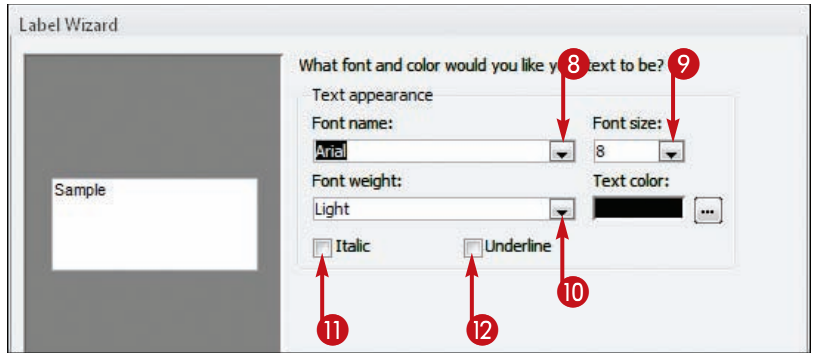 Label Wizard
What font and color would you like y 8 text to be? 9
Text appearance
Font name:
Font size:
Arial
8
Sample
Font weight:
Text color:
Light
...
Italic
Underline
10
11
12